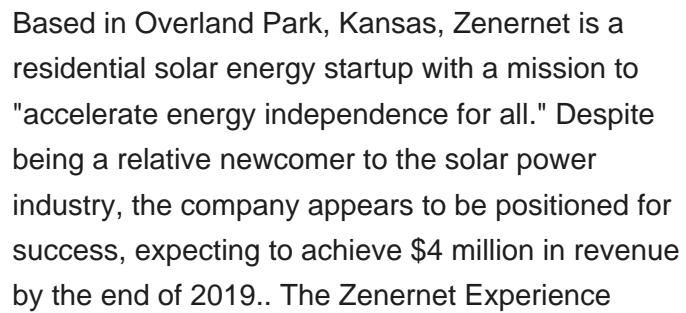 Based in Overland Park, Kansas, Zenernet is a
residential solar energy startup with a mission to
"accelerate energy independence for all." Despite
being a relative newcomer to the solar power
industry, the company appears to be positioned for
success, expecting to achieve $4 million in revenue
by the end of 2019.. The Zenernet Experience